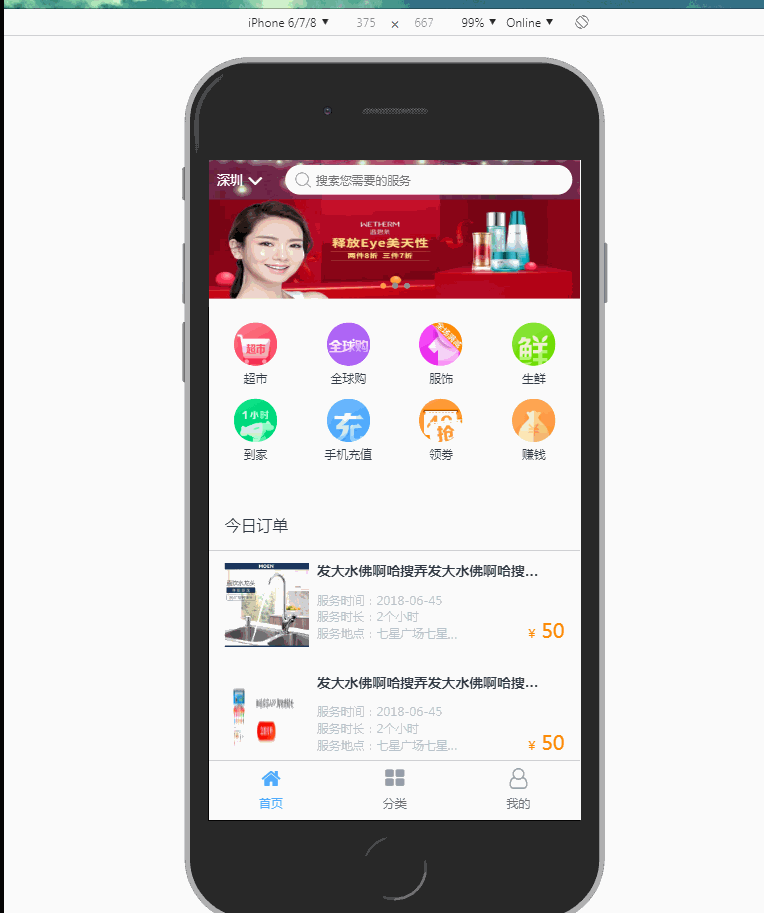 iPhone 6/7/8 ▼ 375 × 667 99% ▼ Online ▼
深圳 搜索您需要的服务
WETHERM
释放Eye美天性
两件8折 三件7折
超市 全球购 鲜
超市 全球购 服饰 生鲜
1小时 充 抢
到家 手机充值 领劵 赚钱
今日订单
MOEN
发大水佛啊哈搜弄发大水佛啊哈搜...
服务时间：2018-06-45
服务时长：2个小时
服务地点：七星广场七星...
¥ 50
发大水佛啊哈搜弄发大水佛啊哈搜...
服务时间：2018-06-45
服务时长：2个小时
服务地点：七星广场七星...
¥ 50
首页 分类 我的